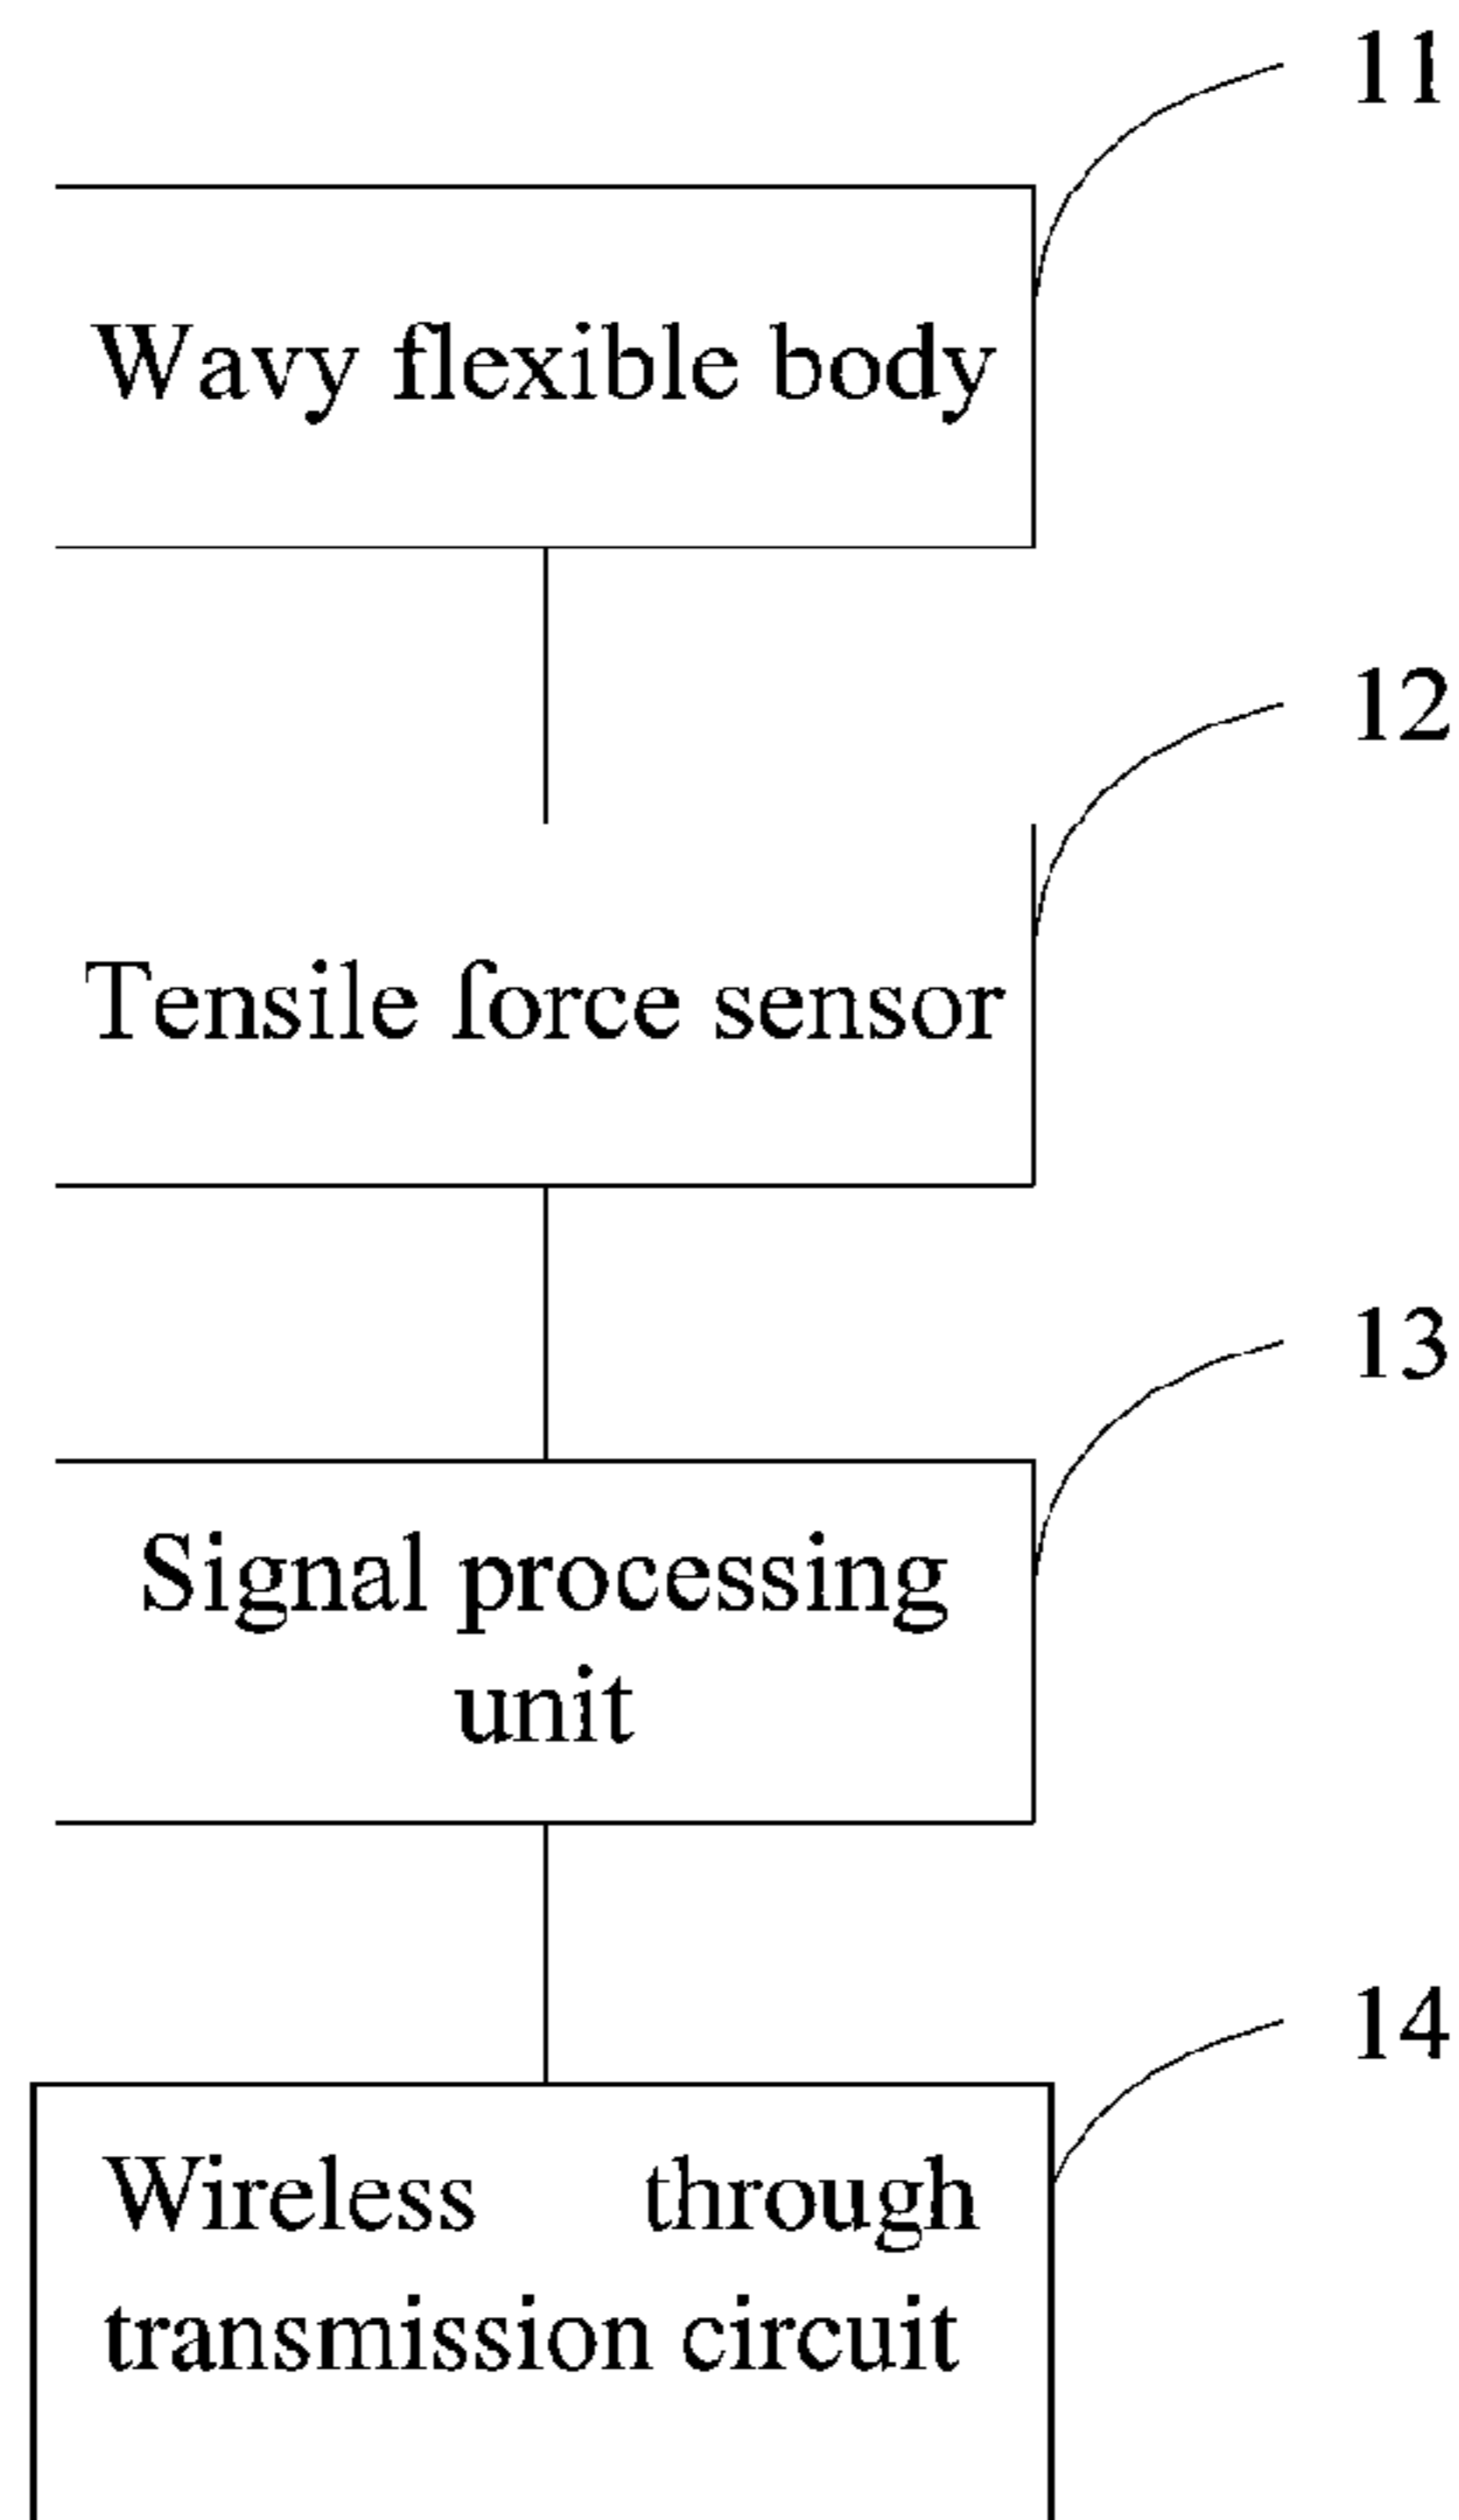 11
Wavy flexible body
12
Tensile force sensor
13
Signal processing
unit
14
Wireless through
transmission circuit